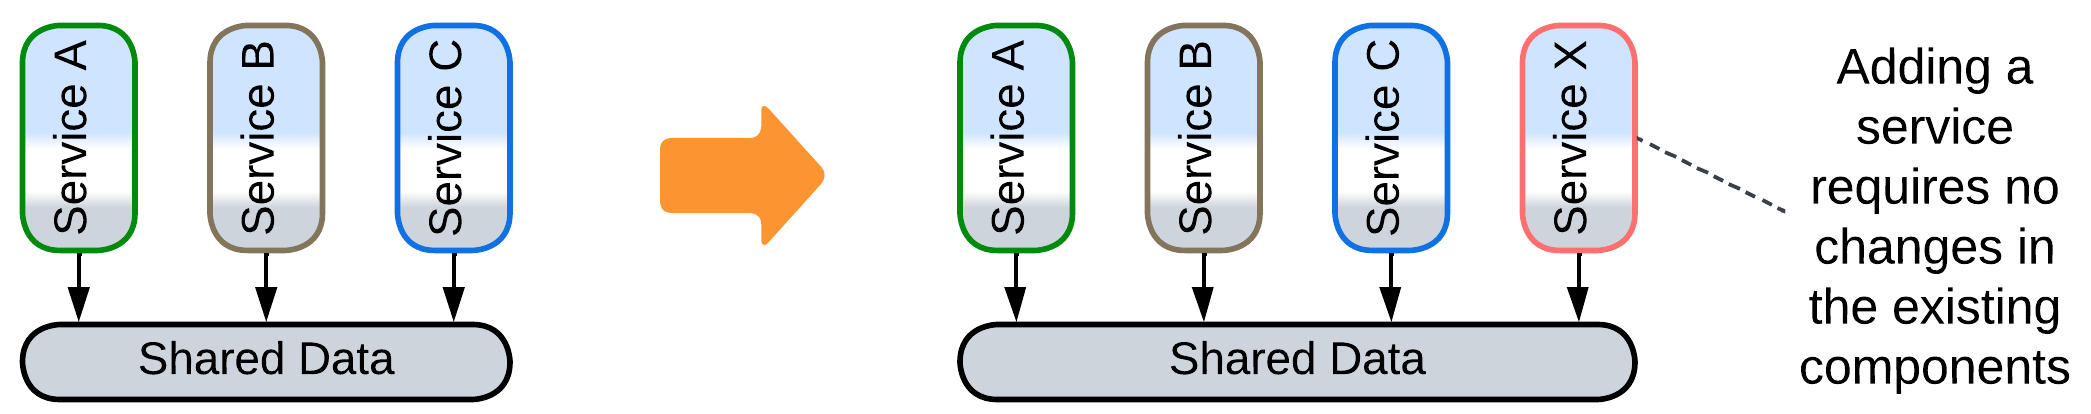 Service A
Service B
Service C
Shared Data
Service A
Service B
Service C
Service X
Shared Data
Adding a
service
requires no
changes in
the existing
components